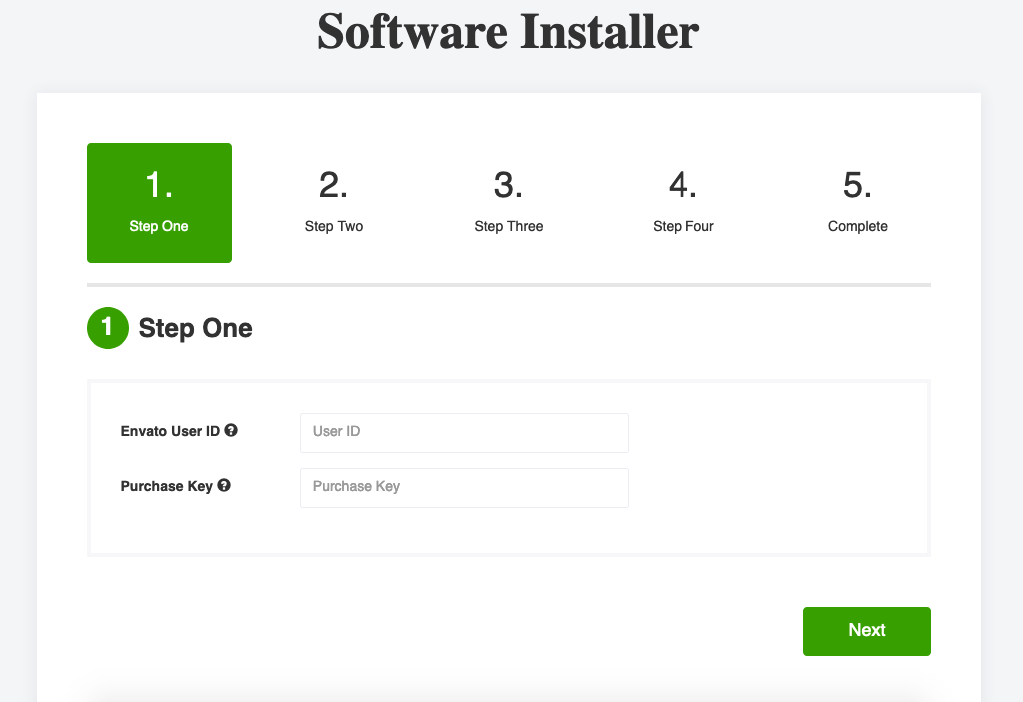 Software Installer
1. 2. 3. 4. 5.
Step One Step Two Step Three Step Four Complete
1 Step One
Envato User ID ? User ID
Purchase Key ? Purchase Key
Next